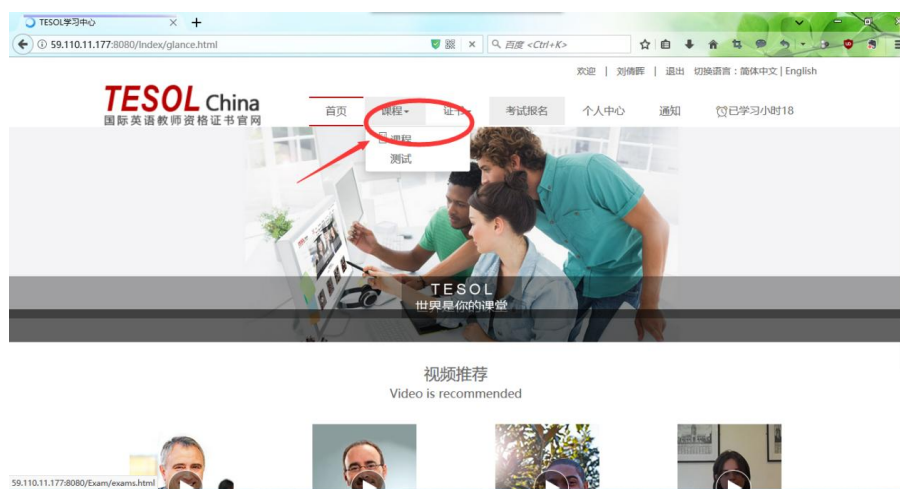 TESOL学习中心
59.110.11.177:8080/Index/glance.html
百度 <Ctrl+K>
欢迎 | 刘倩晖 | 退出 切换语言：简体中文 | English
TESOL China
国际英语教师资格证书官网
首页 课程 证书 考试报名 个人中心 通知 已学习小时18
课程
测试
TESOL
世界是你的课堂
视频推荐
Video is recommended
59.110.11.177:8080/Exam/exams.html